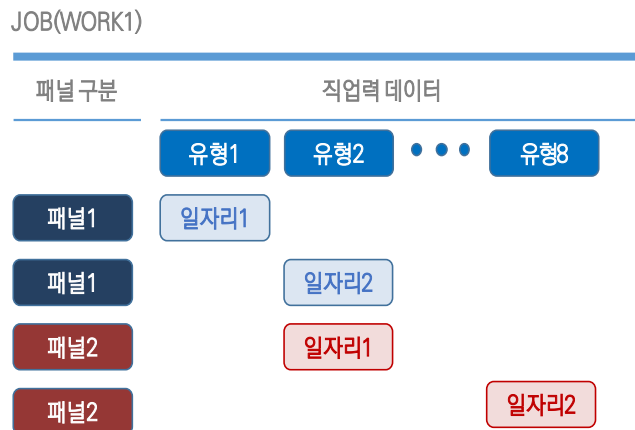 JOB(WORK1)
패널 구분 직업력 데이터
유형1 유형2 ••• 유형8
패널1 일자리1
패널1 일자리2
패널2 일자리1
패널2 일자리2